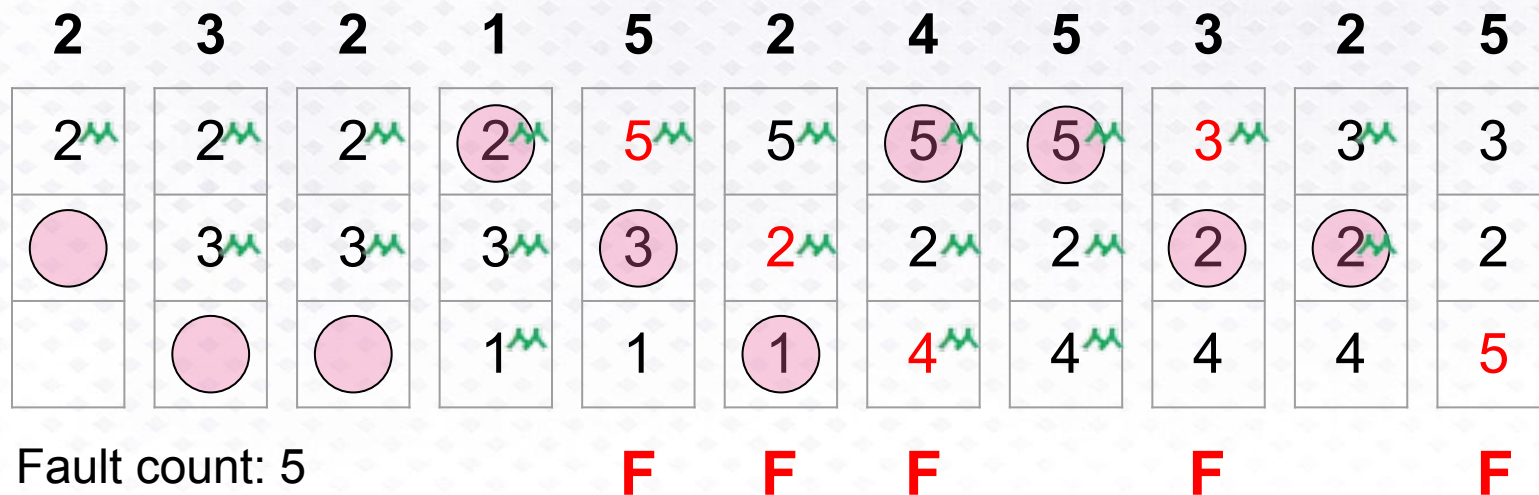 2 3 2 1 5 2 4 5 3 2 5
2 2 2 2 5 5 5 5 3 3 3
3 3 3 3 2 2 2 2 2 2
1 1 1 4 4 4 4 5
Fault count: 5 F F F F F